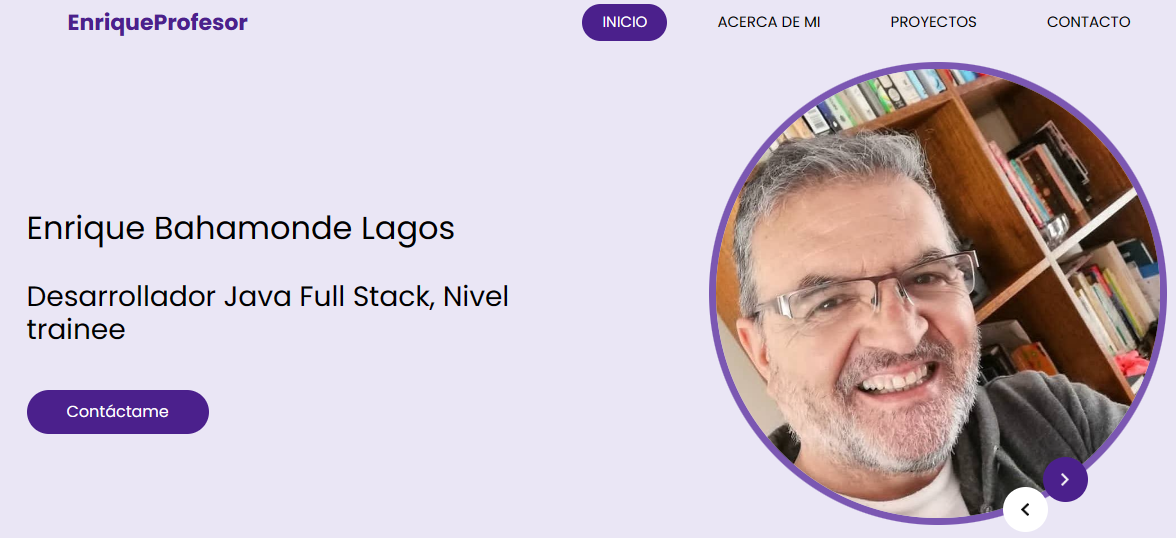 EnriqueProfesor
INICIO
ACERCA DE MI
PROYECTOS
CONTACTO
Enrique Bahamonde Lagos
Desarrollador Java Full Stack, Nivel
trainee
Contáctame